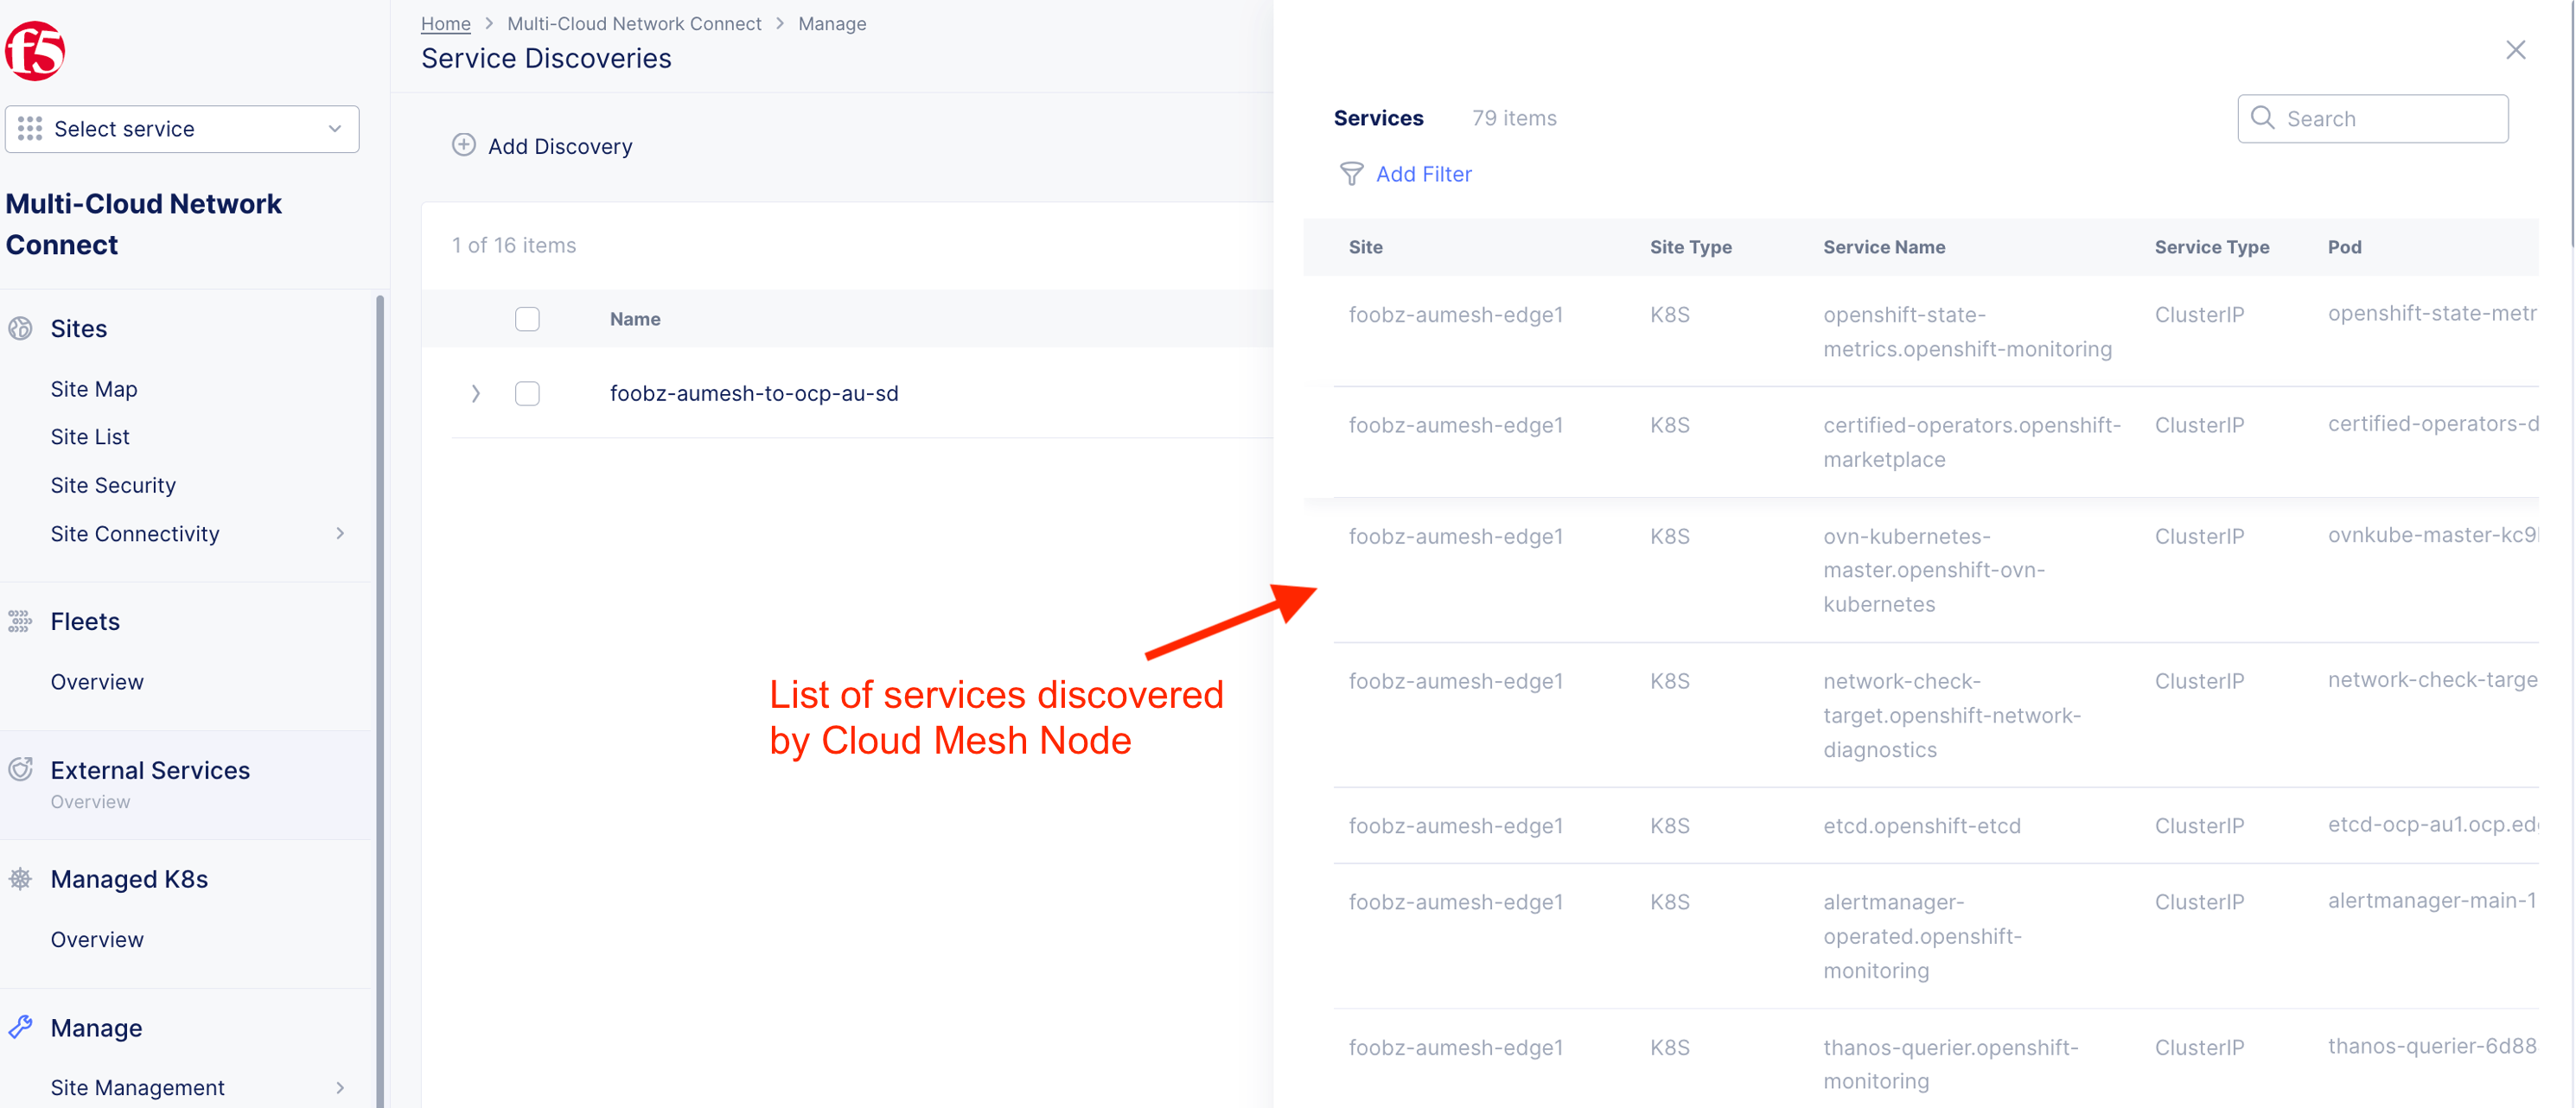 f5
Select service
Multi-Cloud Network
Connect
Sites
Site Map
Site List
Site Security
Site Connectivity
Fleets
Overview
External Services
Overview
Managed K8s
Overview
Manage
Site Management
Home > Multi-Cloud Network Connect > Manage
Service Discoveries
Add Discovery
1 of 16 items
Name
foobz-aumesh-to-ocp-au-sd
List of services discovered
by Cloud Mesh Node
Services 79 items
Search
Add Filter
Site Site Type Service Name Service Type Pod
foobz-aumesh-edge1 K8S openshift-state- ClusterIP openshift-state-metr
metrics.openshift-monitoring
foobz-aumesh-edge1 K8S certified-operators.openshift- ClusterIP certified-operators-d
marketplace
foobz-aumesh-edge1 K8S ovn-kubernetes- ClusterIP ovnkube-master-kc9
master.openshift-ovn-
kubernetes
foobz-aumesh-edge1 K8S network-check- ClusterIP network-check-targe
target.openshift-network-
diagnostics
foobz-aumesh-edge1 K8S etcd.openshift-etcd ClusterIP etcd-ocp-au1.ocp.ed
foobz-aumesh-edge1 K8S alertmanager- ClusterIP alertmanager-main-1
operated.openshift-
monitoring
foobz-aumesh-edge1 K8S thanos-querier.openshift- ClusterIP thanos-querier-6d88
monitoring